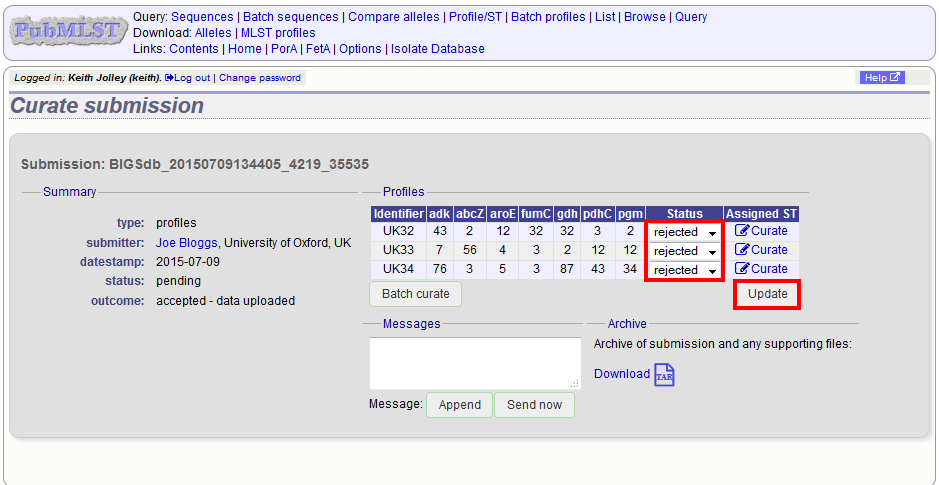 PubMLST
Query: Sequences | Batch sequences | Compare alleles | Profile/ST | Batch profiles | List | Browse | Query
Download: Alleles | MLST profiles
Links: Contents | Home | PorA | FetA | Options | Isolate Database
Logged in: Keith Jolley (keith). Log out | Change password
Help
Curate submission
Submission: BIGSdb_20150709134405_4219_35535
Summary
type: profiles
submitter: Joe Bloggs, University of Oxford, UK
datestamp: 2015-07-09
status: pending
outcome: accepted - data uploaded
Profiles
Identifier adk abcZ aroE fumC gdh pdhC pgm Status Assigned ST
UK32 43 2 12 32 32 3 2 rejected Curate
UK33 7 56 4 3 2 12 12 rejected Curate
UK34 76 3 5 3 87 43 34 rejected Curate
Batch curate Update
Messages
Message: Append Send now
Archive
Archive of submission and any supporting files:
Download TAR